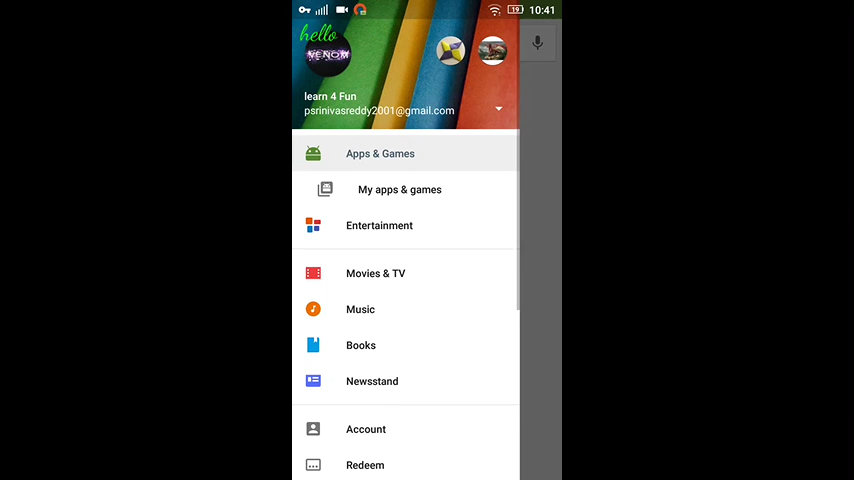 19 10:41
hello
VENOM
learn 4 Fun
psrinivasreddy2001@gmail.com
Apps & Games
My apps & games
Entertainment
Movies & TV
Music
Books
Newsstand
Account
Redeem